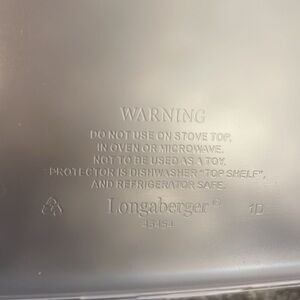 WARNING
DO NOT USE ON STOVE TOP,
IN OVEN OR MICROWAVE.
NOT TO BE USED AS A TOY.
PROTECTOR IS DISHWASHER "TOP SHELF",
AND REFRIGERATOR SAFE.
Longaberger® 1D